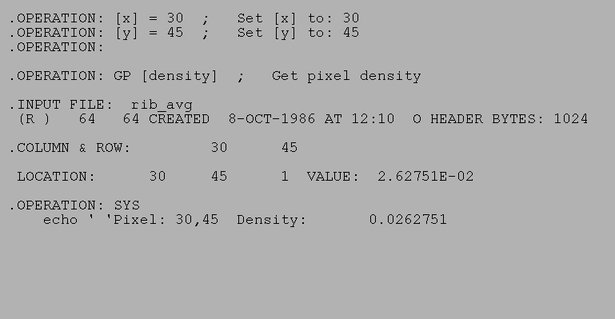 .OPERATION: [x] = 30 ; Set [x] to: 30
.OPERATION: [y] = 45 ; Set [y] to: 45
.OPERATION:
.OPERATION: GP [density] ; Get pixel density
.INPUT FILE: rib_avg
(R ) 64 64 CREATED 8-OCT-1986 AT 12:10 O HEADER BYTES: 1024
.COLUMN & ROW: 30 45
LOCATION: 30 45 1 VALUE: 2.62751E-02
.OPERATION: SYS
echo ' 'Pixel: 30,45 Density: 0.0262751